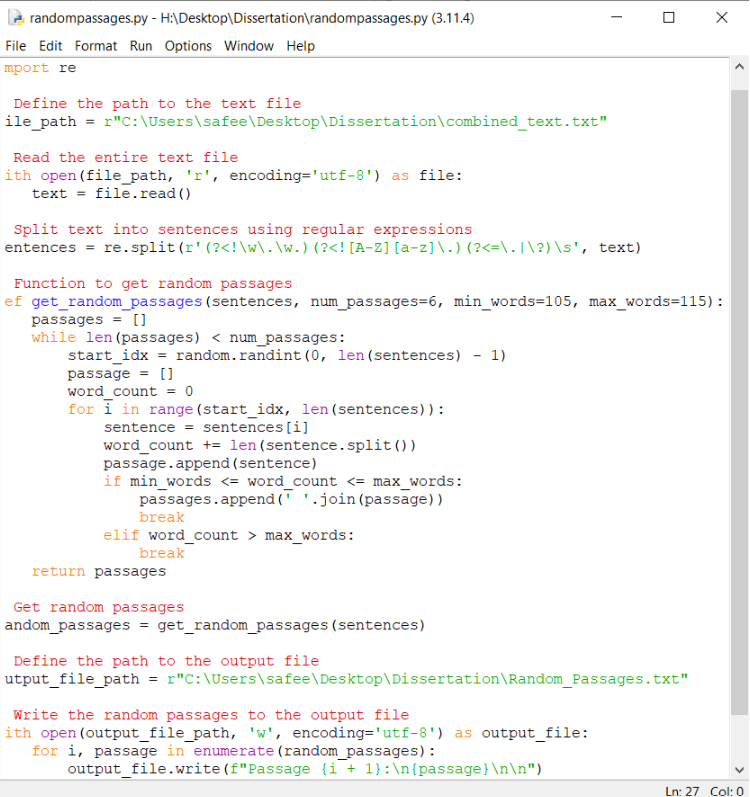 randompassages.py - H:\Desktop\Dissertation\randompassages.py (3.11.4)
File Edit Format Run Options Window Help
mport re
Define the path to the text file
ile_path = r"C:\Users\safee\Desktop\Dissertation\combined_text.txt"
Read the entire text file
ith open(file_path, 'r', encoding='utf-8') as file:
    text = file.read()
Split text into sentences using regular expressions
entences = re.split(r'(?<!\w\.\w.)(?<![A-Z][a-z]\.)(?<=\.|\?)\s', text)
Function to get random passages
ef get_random_passages(sentences, num_passages=6, min_words=105, max_words=115):
    passages = []
    while len(passages) < num_passages:
        start_idx = random.randint(0, len(sentences) - 1)
        passage = []
        word_count = 0
        for i in range(start_idx, len(sentences)):
            sentence = sentences[i]
            word_count += len(sentence.split())
            passage.append(sentence)
            if min_words <= word_count <= max_words:
                passages.append(' '.join(passage))
                break
            elif word_count > max_words:
                break
    return passages
Get random passages
andom_passages = get_random_passages(sentences)
Define the path to the output file
utput_file_path = r"C:\Users\safee\Desktop\Dissertation\Random_Passages.txt"
Write the random passages to the output file
ith open(output_file_path, 'w', encoding='utf-8') as output_file:
    for i, passage in enumerate(random_passages):
        output_file.write(f"Passage {i + 1}:\n{passage}\n\n")
Ln: 27 Col: 0